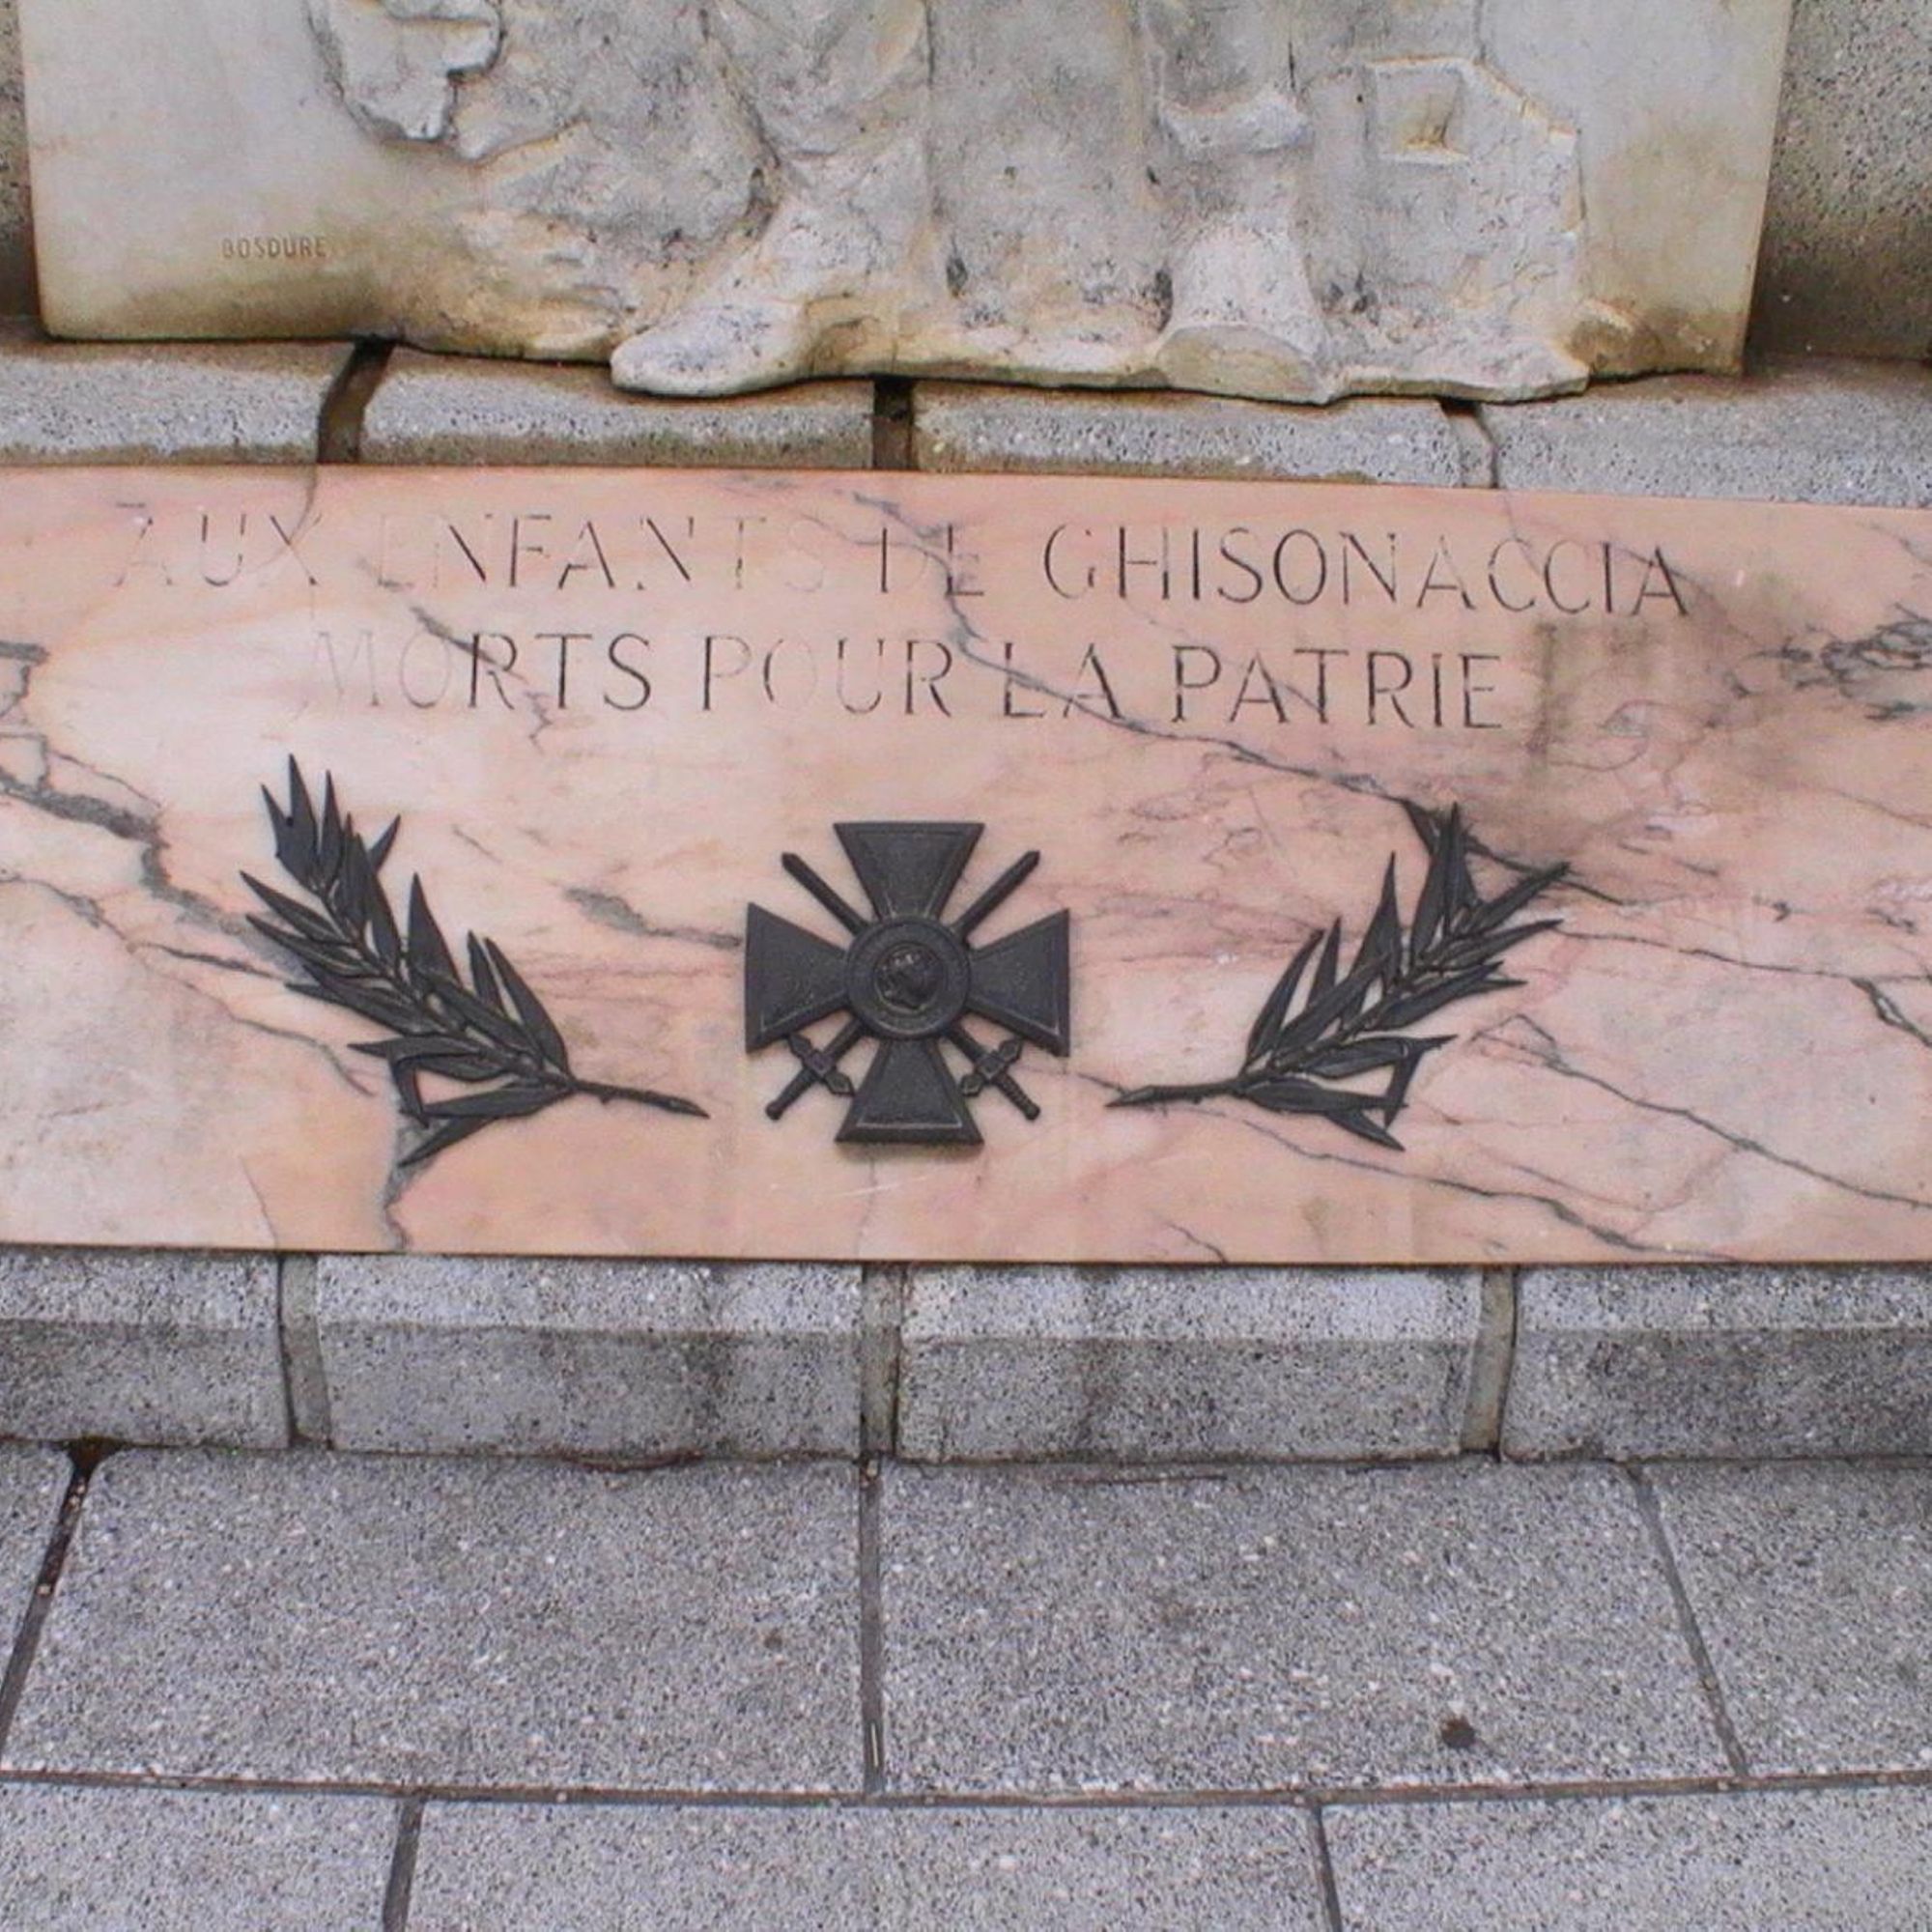 BOSDURE
AUX ENFANTS DE GHISONACCIA
MORTS POUR LA PATRIE